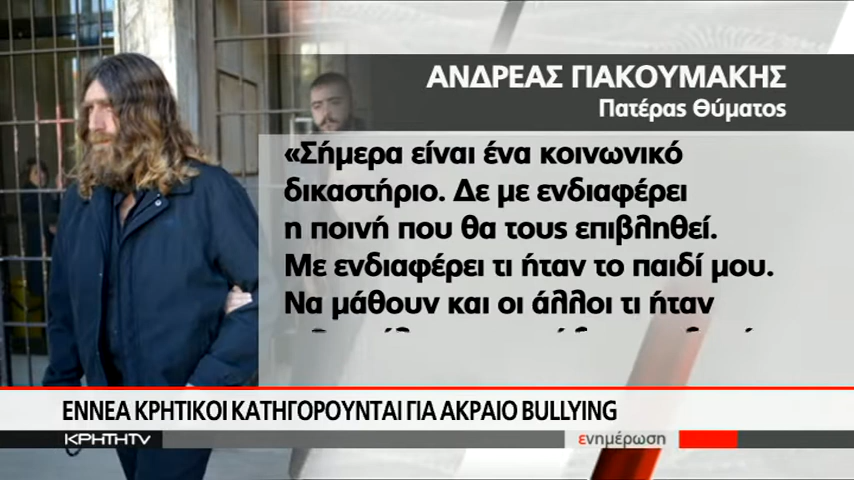 ΑΝΔΡΕΑΣ ΓΙΑΚΟΥΜΑΚΗΣ
Πατέρας Θύματος
«Σήμερα είναι ένα κοινωνικό
δικαστήριο. Δε με ενδιαφέρει
η ποινή που θα τους επιβληθεί.
Με ενδιαφέρει τι ήταν το παιδί μου.
Να μάθουν και οι άλλοι τι ήταν
ΕΝΝΕΑ ΚΡΗΤΙΚΟΙ ΚΑΤΗΓΟΡΟΥΝΤΑΙ ΓΙΑ ΑΚΡΑΙΟ BULLYING
ΚΡΗΤΗTV
ενημέρωση